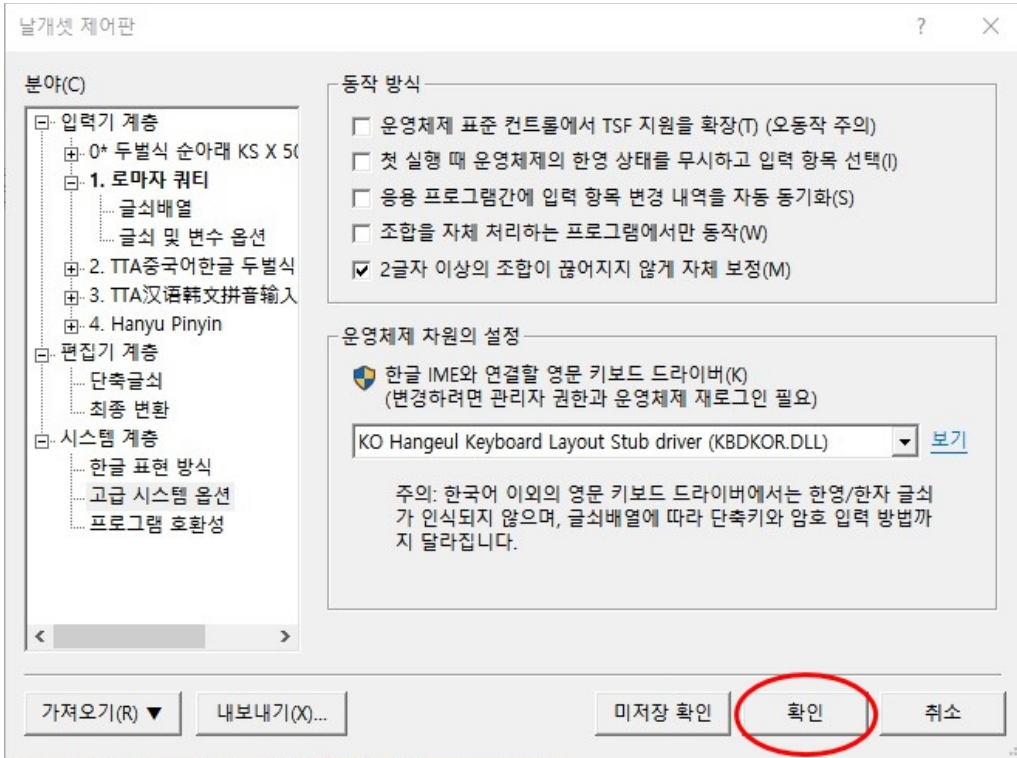 날개셋 제어판
?
분야(C)
입력기 계층
0* 두벌식 순아래 KS X 50
1. 로마자 쿼티
글쇠배열
글쇠 및 변수 옵션
2. TTA중국어한글 두벌식
3. TTA汉语韩文拼音输入
4. Hanyu Pinyin
편집기 계층
단축글쇠
최종 변환
시스템 계층
한글 표현 방식
고급 시스템 옵션
프로그램 호환성
동작 방식
운영체제 표준 컨트롤에서 TSF 지원을 확장(T) (오동작 주의)
첫 실행 때 운영체제의 한영 상태를 무시하고 입력 항목 선택(I)
응용 프로그램간에 입력 항목 변경 내역을 자동 동기화(S)
조합을 자체 처리하는 프로그램에서만 동작(W)
2글자 이상의 조합이 끊어지지 않게 자체 보정(M)
운영체제 차원의 설정
한글 IME와 연결할 영문 키보드 드라이버(K)
(변경하려면 관리자 권한과 운영체제 재로그인 필요)
KO Hangeul Keyboard Layout Stub driver (KBDKOR.DLL)
보기
주의: 한국어 이외의 영문 키보드 드라이버에서는 한영/한자 글쇠
가 인식되지 않으며, 글쇠배열에 따라 단축키와 암호 입력 방법까
지 달라집니다.
가져오기(R) ▼
내보내기(X)...
미저장 확인
확인
취소